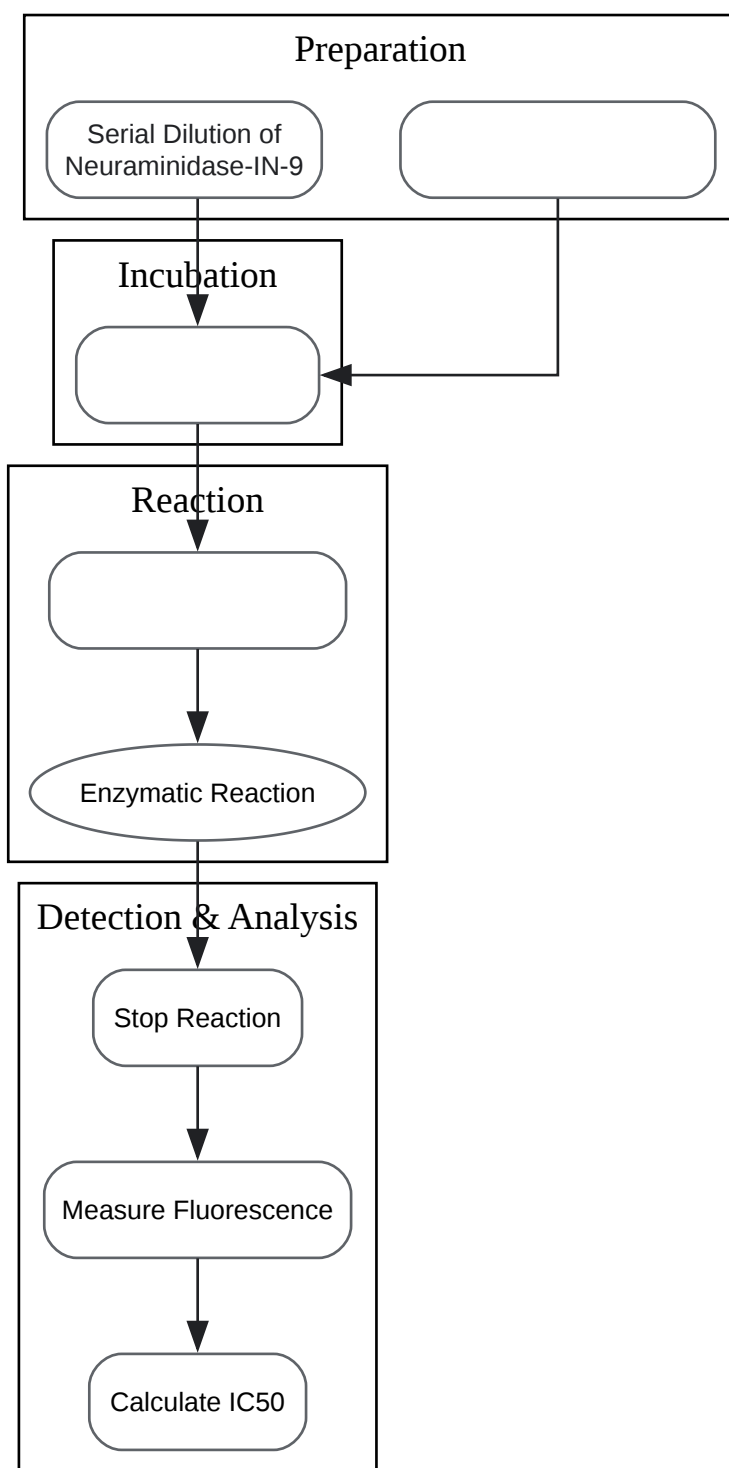 Preparation
Serial Dilution of
Neuraminidase-IN-9
Incubation
Reaction
Enzymatic Reaction
Detection & Analysis
Stop Reaction
Measure Fluorescence
Calculate IC50